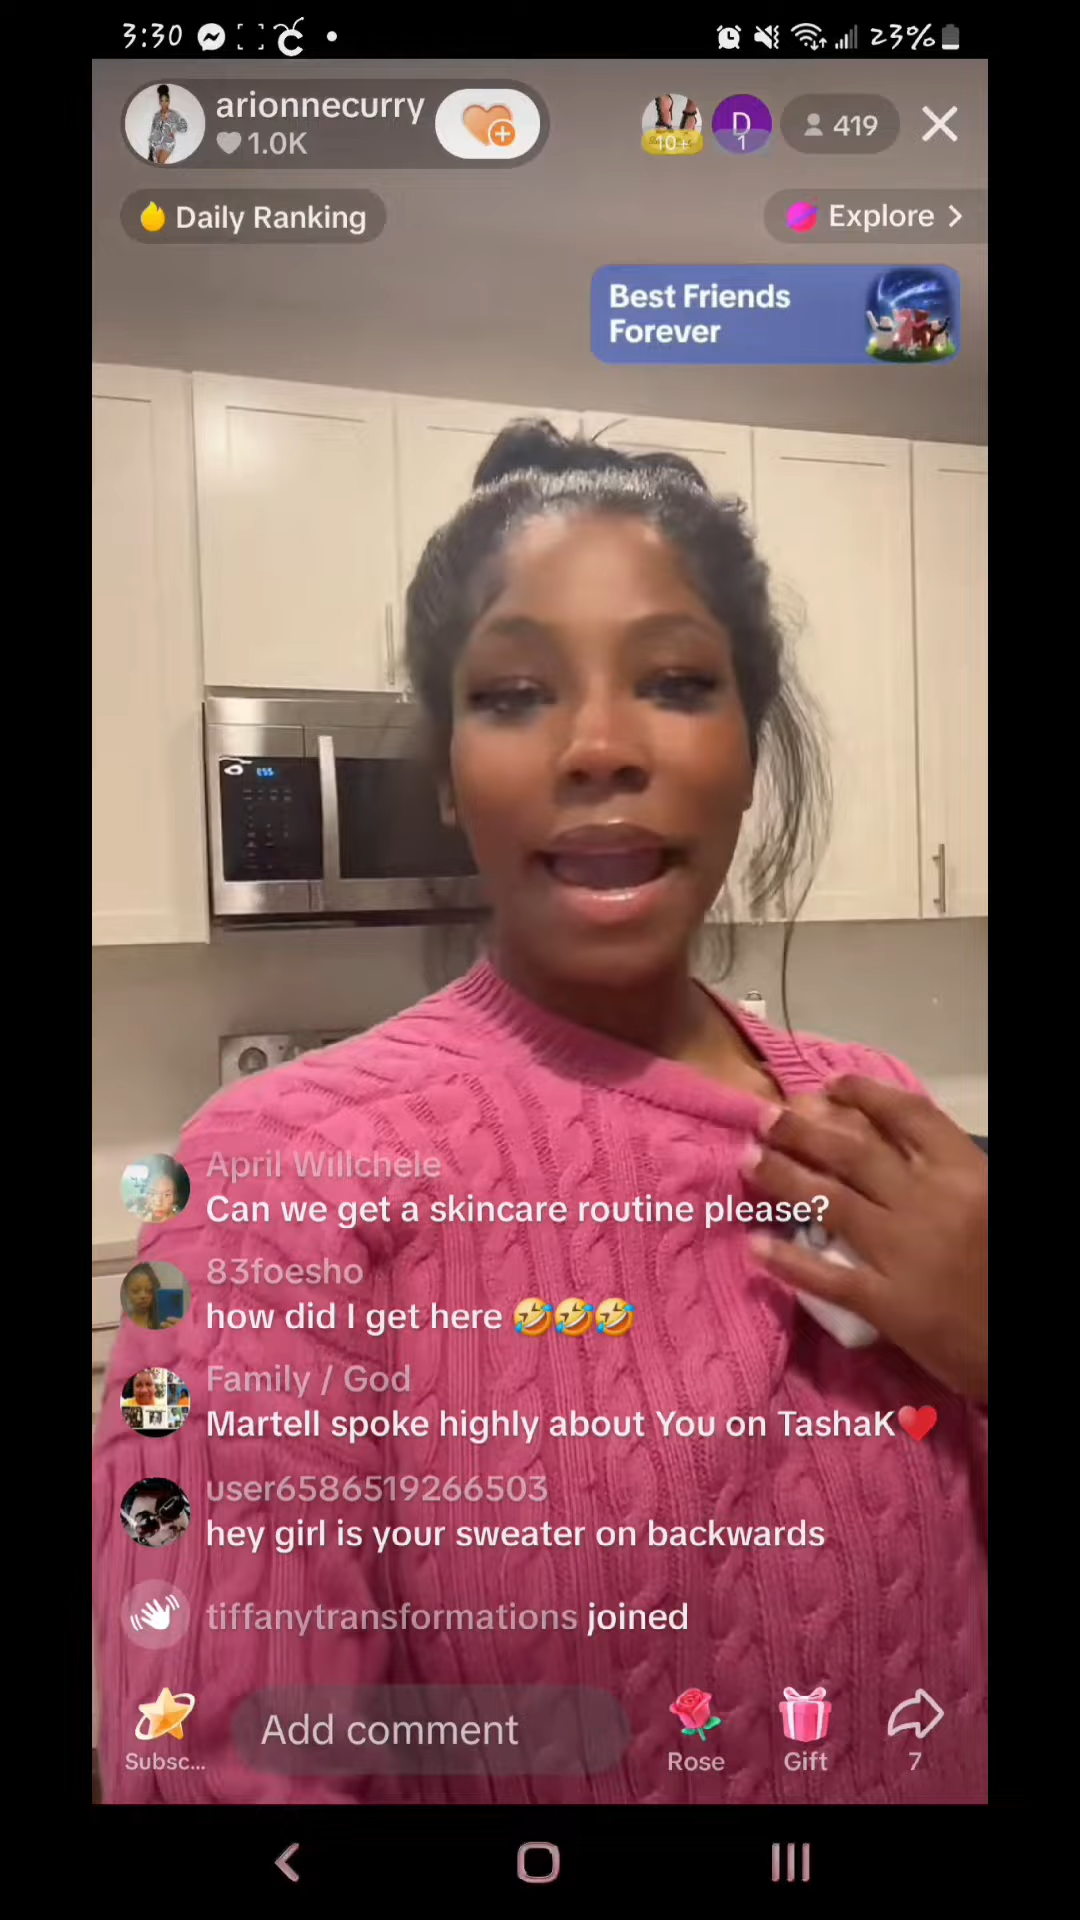 3:30
23%
arionnecurry
1.0K
10+
D
1
419
Daily Ranking
Explore
Best Friends
Forever
April Willchele
Can we get a skincare routine please?
83foesho
how did I get here 🤣🤣🤣
Family / God
Martell spoke highly about You on TashaK❤️
user6586519266503
hey girl is your sweater on backwards
tiffanytransformations joined
Subsc...
Add comment
Rose
Gift
7